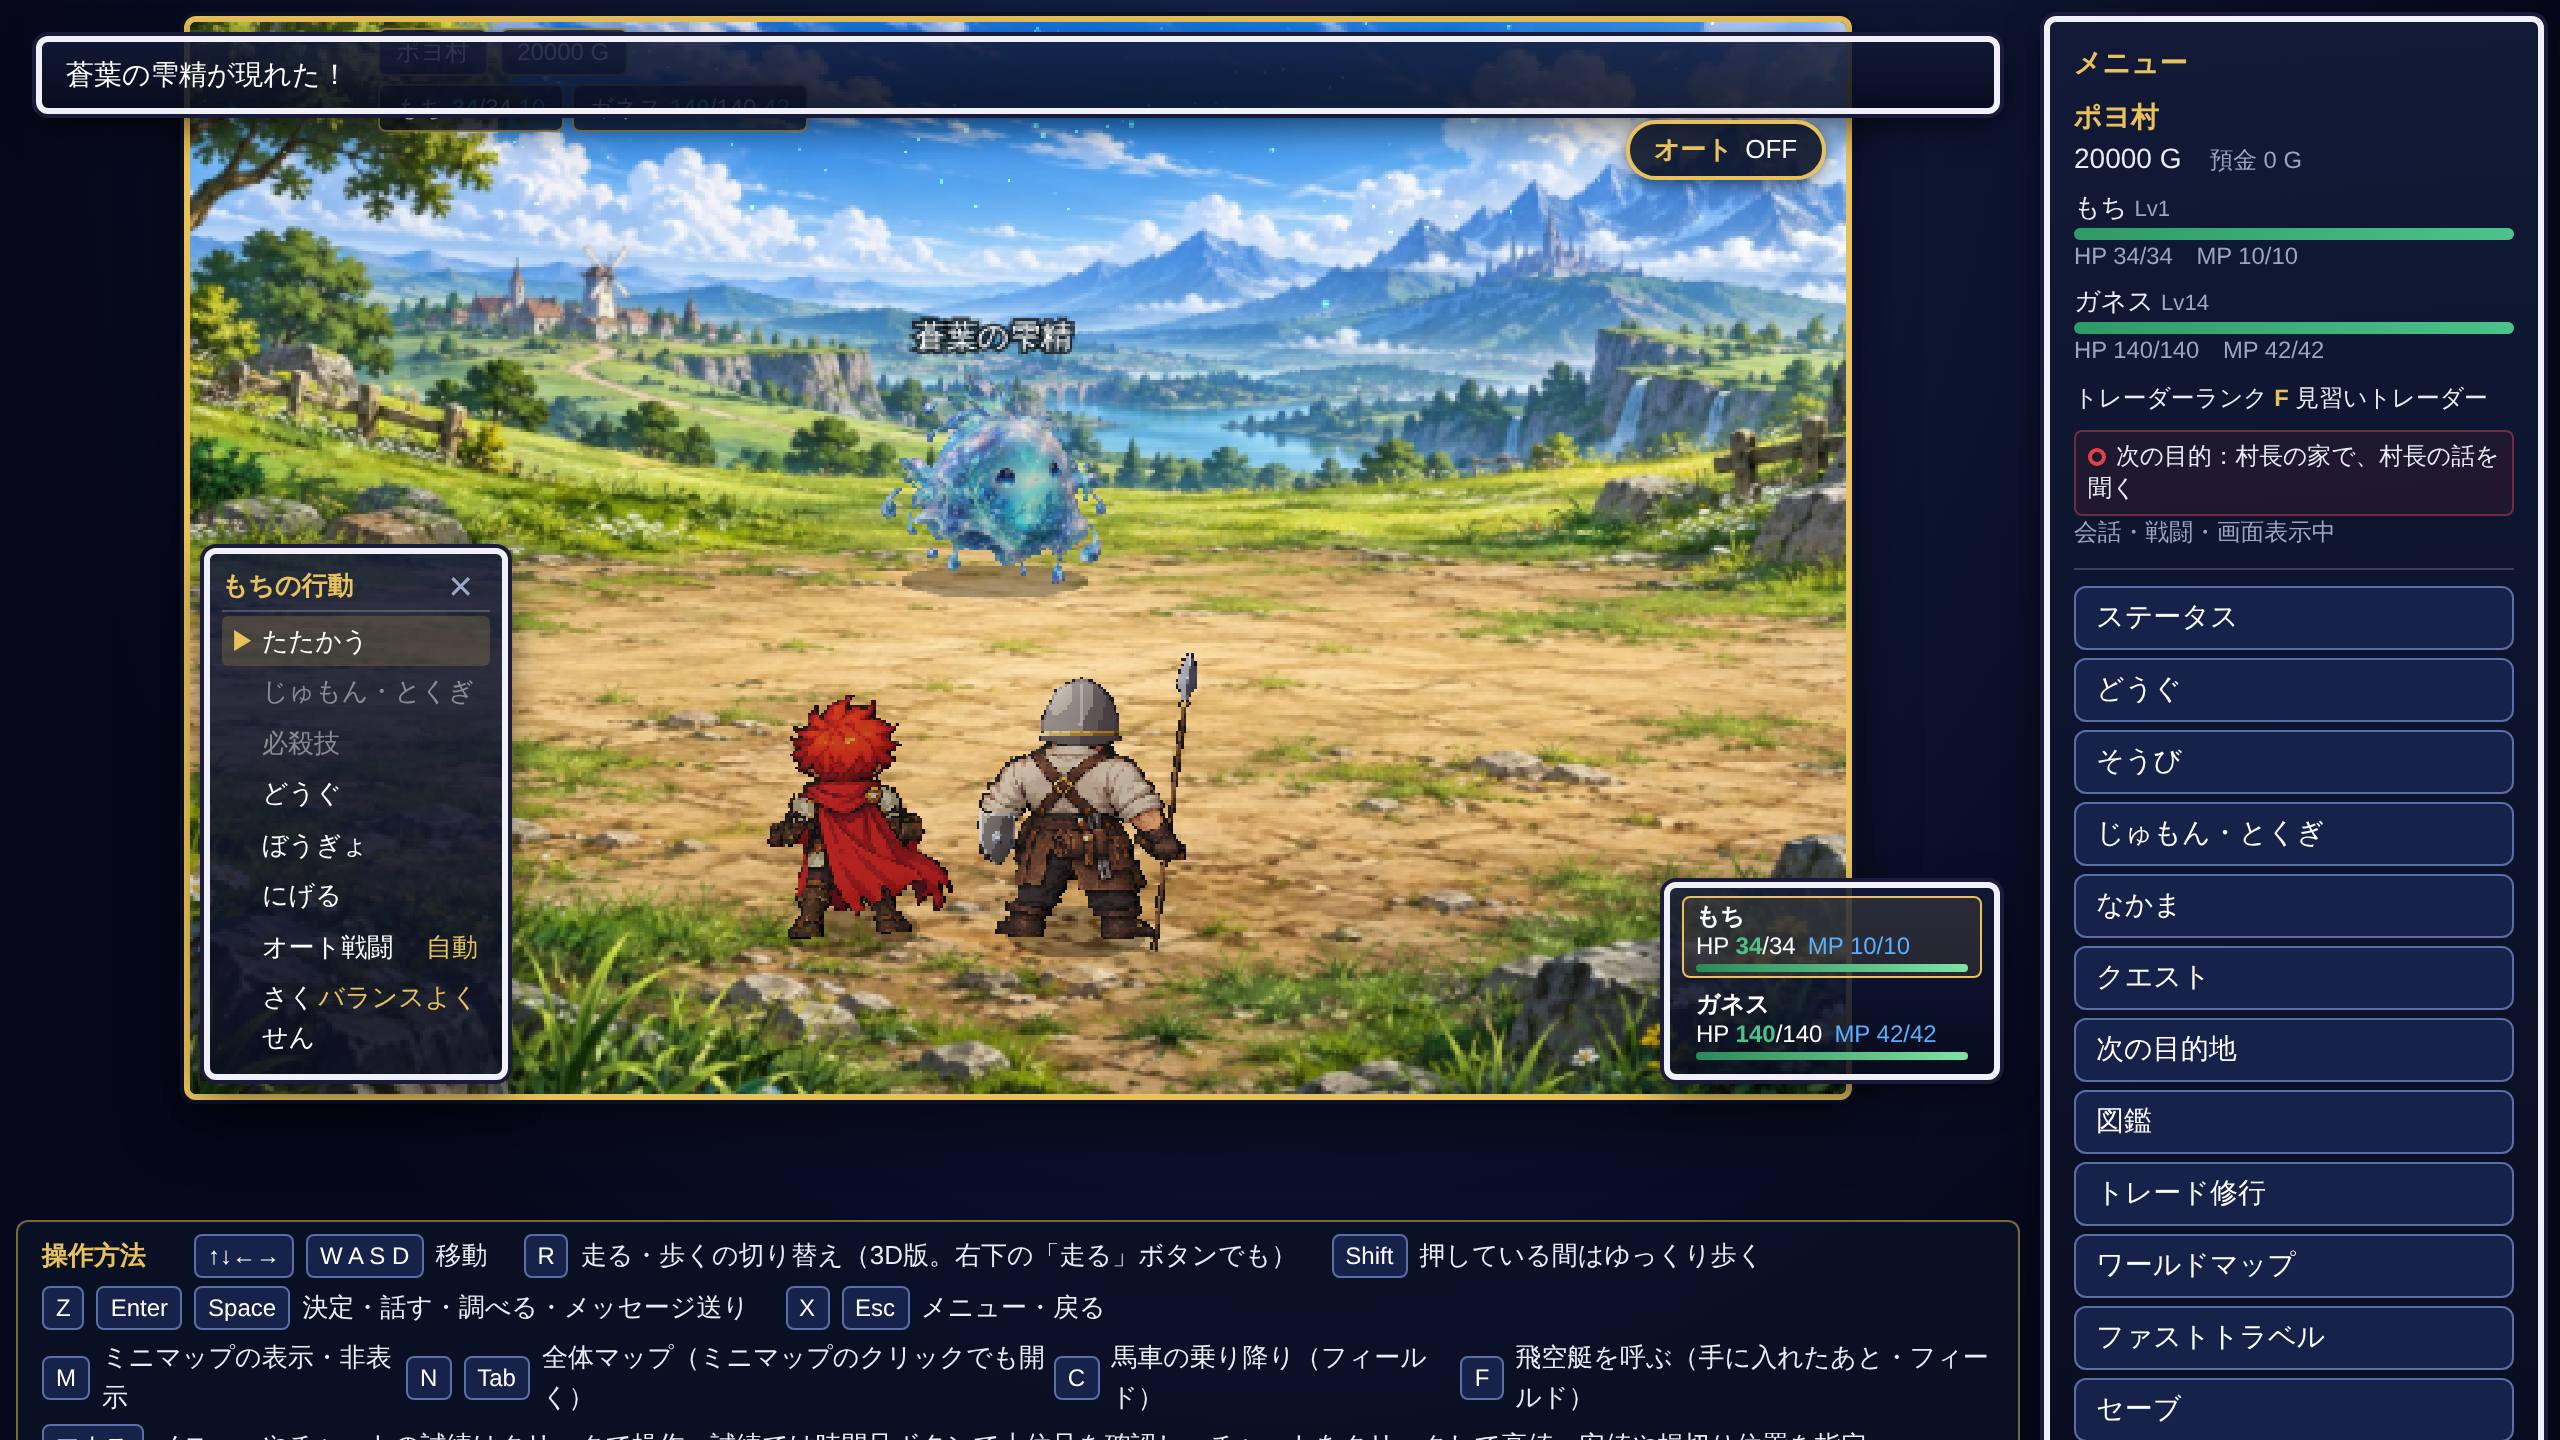 ポヨ村 20000 G
蒼葉の雫精が現れた！
オート OFF
蒼葉の雫精
もちの行動 ✕
▶ たたかう
じゅもん・とくぎ
必殺技
どうぐ
ぼうぎょ
にげる
オート戦闘 自動
さく バランスよく
せん
もち
HP 34/34 MP 10/10
ガネス
HP 140/140 MP 42/42
メニュー
ポヨ村
20000 G 預金 0 G
もち Lv1
HP 34/34 MP 10/10
ガネス Lv14
HP 140/140 MP 42/42
トレーダーランク F 見習いトレーダー
次の目的：村長の家で、村長の話を
聞く
会話・戦闘・画面表示中
ステータス
どうぐ
そうび
じゅもん・とくぎ
なかま
クエスト
次の目的地
図鑑
トレード修行
ワールドマップ
ファストトラベル
セーブ
操作方法 ↑↓←→ W A S D 移動 R 走る・歩くの切り替え（3D版。右下の「走る」ボタンでも） Shift 押している間はゆっくり歩く
Z Enter Space 決定・話す・調べる・メッセージ送り X Esc メニュー・戻る
M ミニマップの表示・非表
示 N Tab 全体マップ（ミニマップのクリックでも開
く） C 馬車の乗り降り（フィール
ド） F 飛空艇を呼ぶ（手に入れたあと・フィー
ルド）